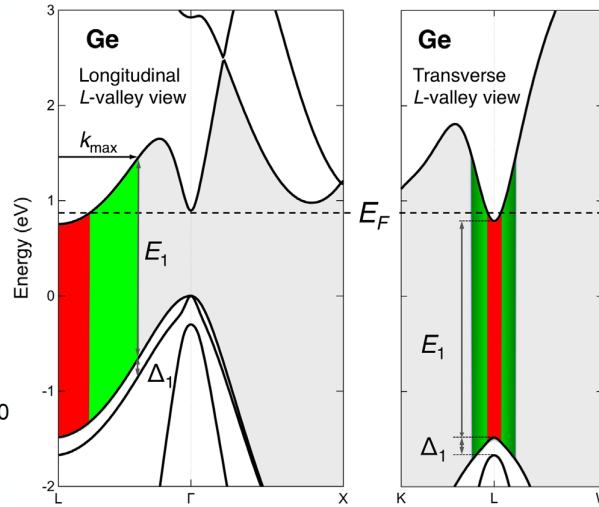 Ge
Longitudinal
L-valley view
k_max
E_1
Δ_1
Energy (eV)
3
2
1
0
-1
-2
L
Γ
X
E_F
0
Ge
Transverse
L-valley view
E_1
Δ_1
K
L